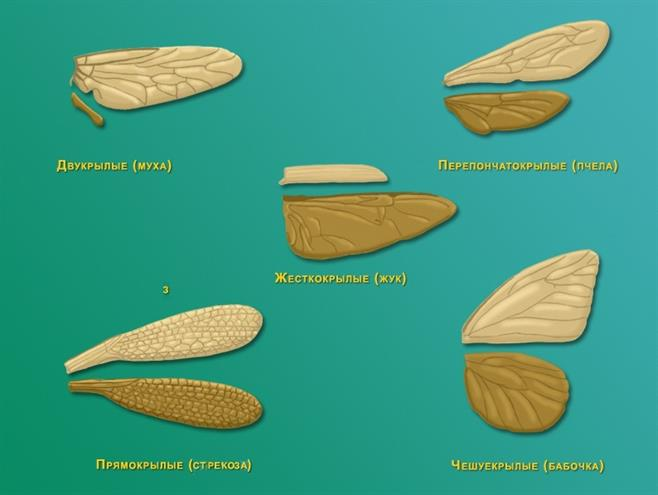 Двукрылые (муха)
Перепончатокрылые (пчела)
Жесткокрылые (жук)
3
Прямокрылые (стрекоза)
Чешуекрылые (бабочка)